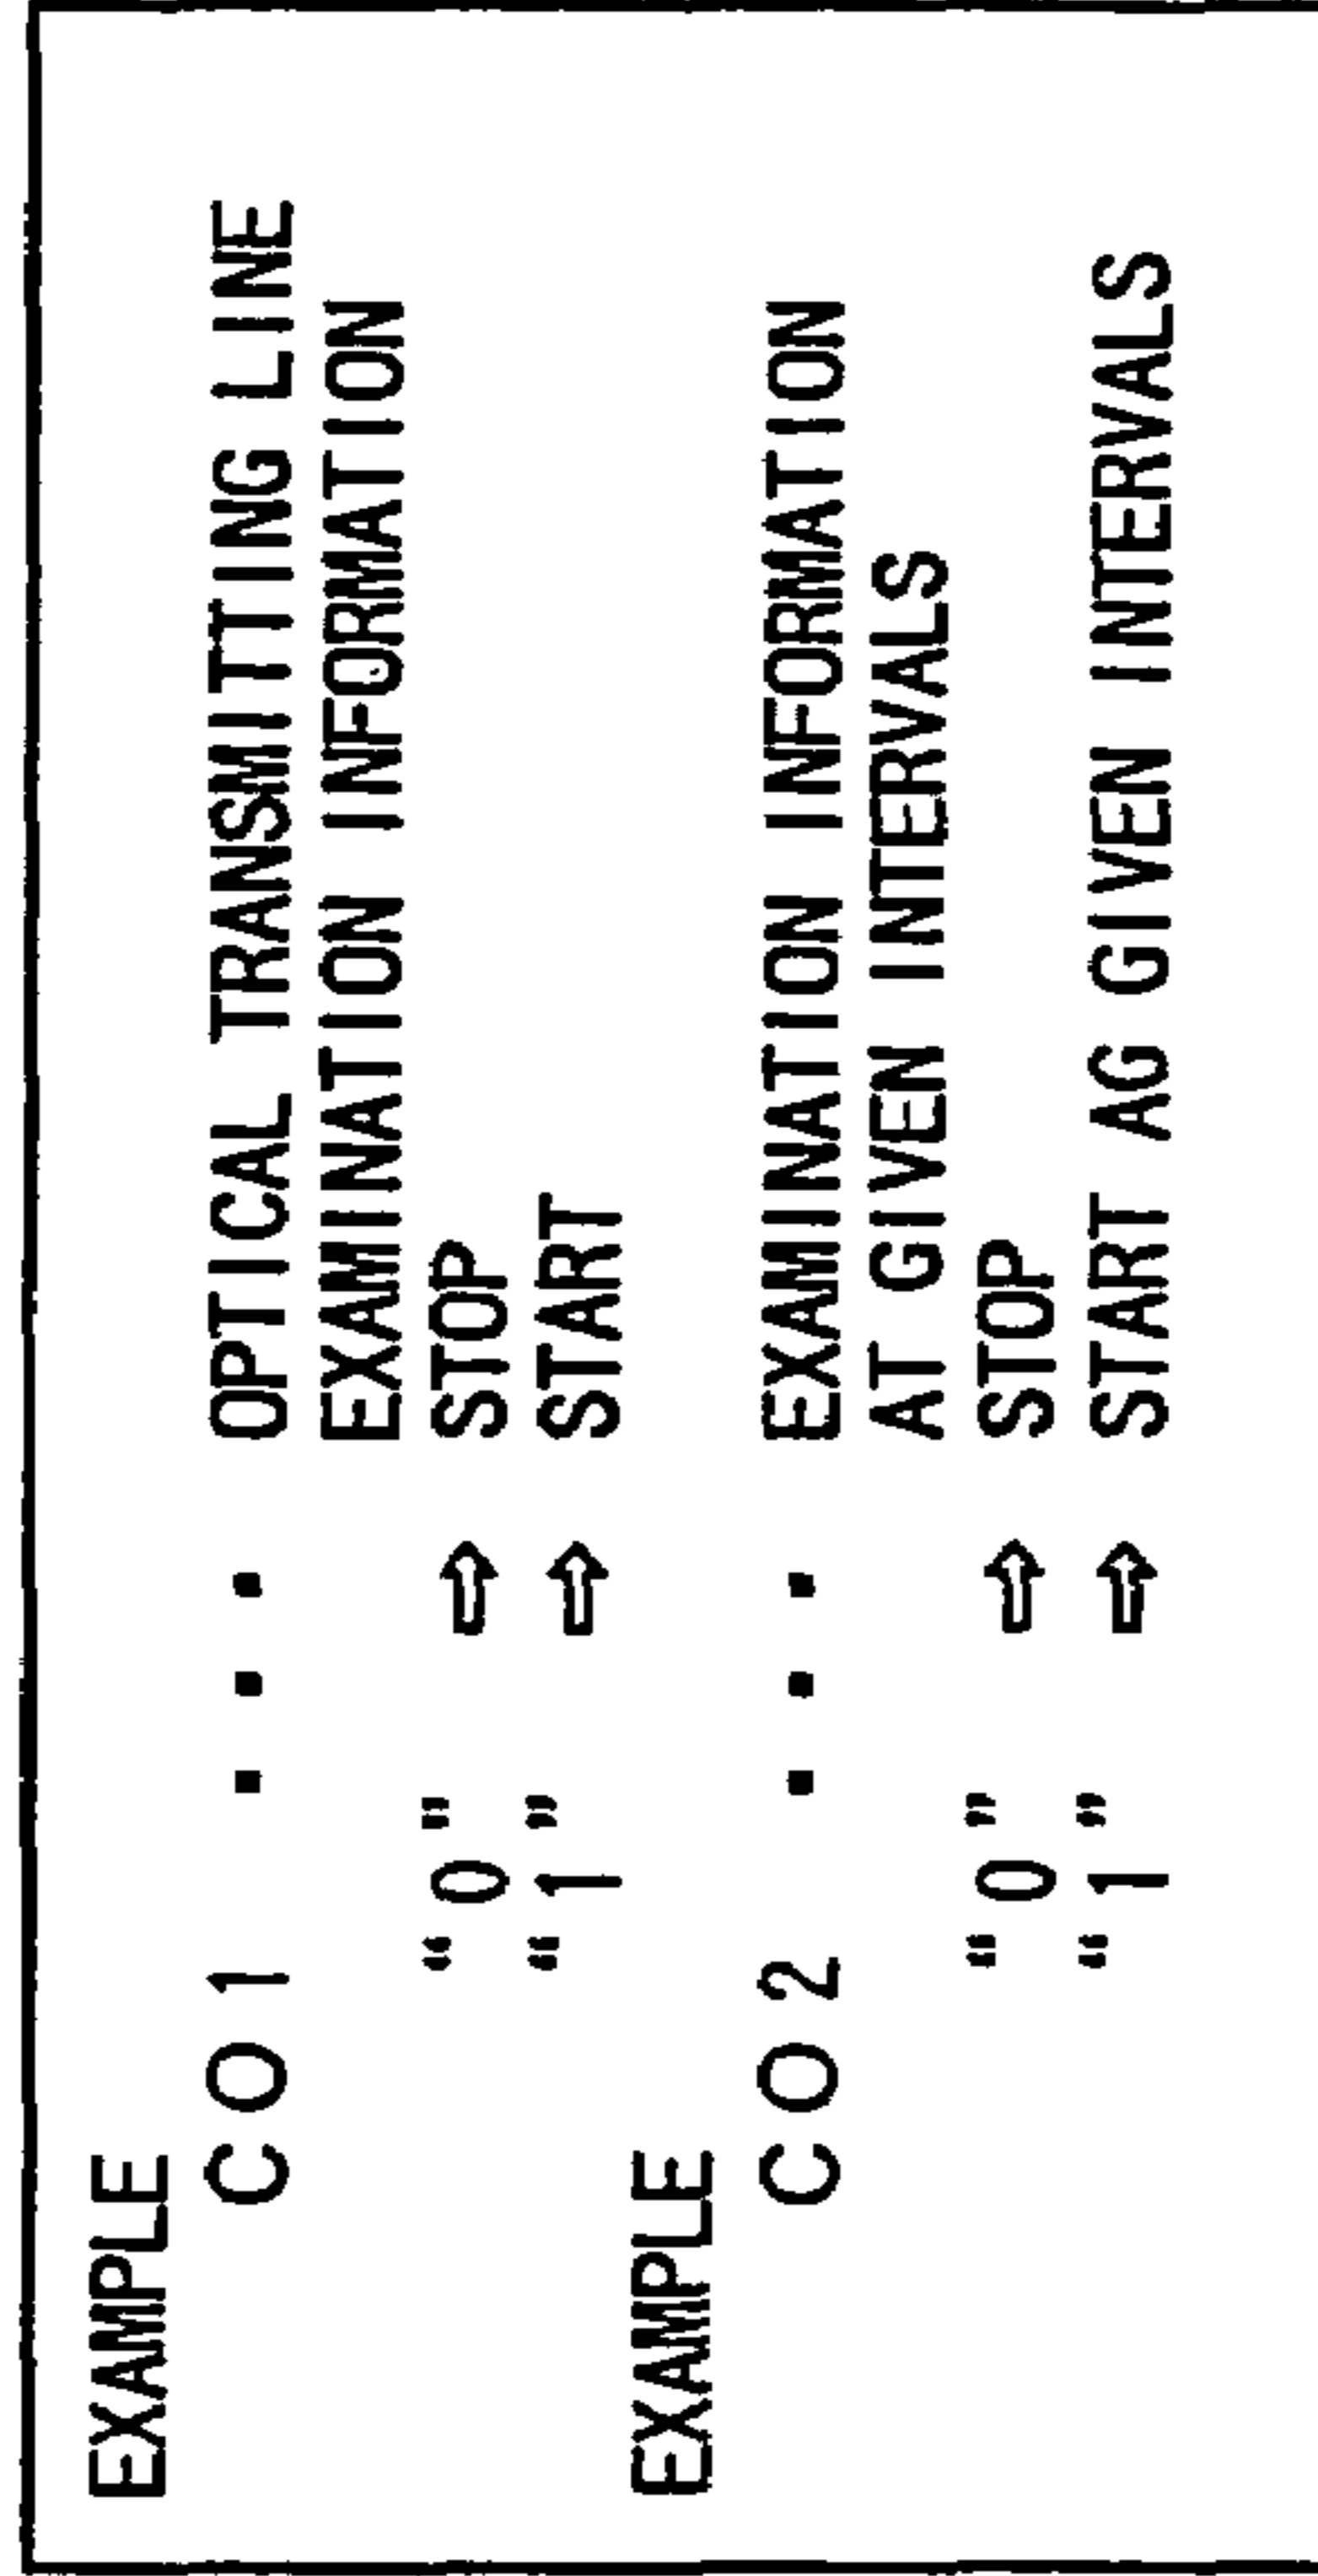 EXAMPLE
CO1 ··· OPTICAL TRANSMITTING LINE
EXAMINATION INFORMATION
“0” ⇨ STOP
“1” ⇨ START
EXAMPLE
CO2 ··· EXAMINATION INFORMATION
AT GIVEN INTERVALS
“0” ⇨ STOP
“1” ⇨ START AG GIVEN INTERVALS